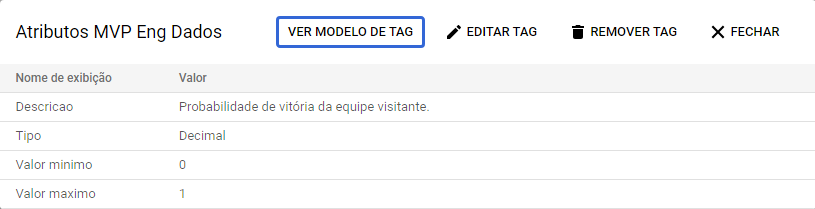 Atributos MVP Eng Dados VER MODELO DE TAG EDITAR TAG REMOVER TAG FECHAR
Nome de exibição Valor
Descricao Probabilidade de vitória da equipe visitante.
Tipo Decimal
Valor minimo 0
Valor maximo 1